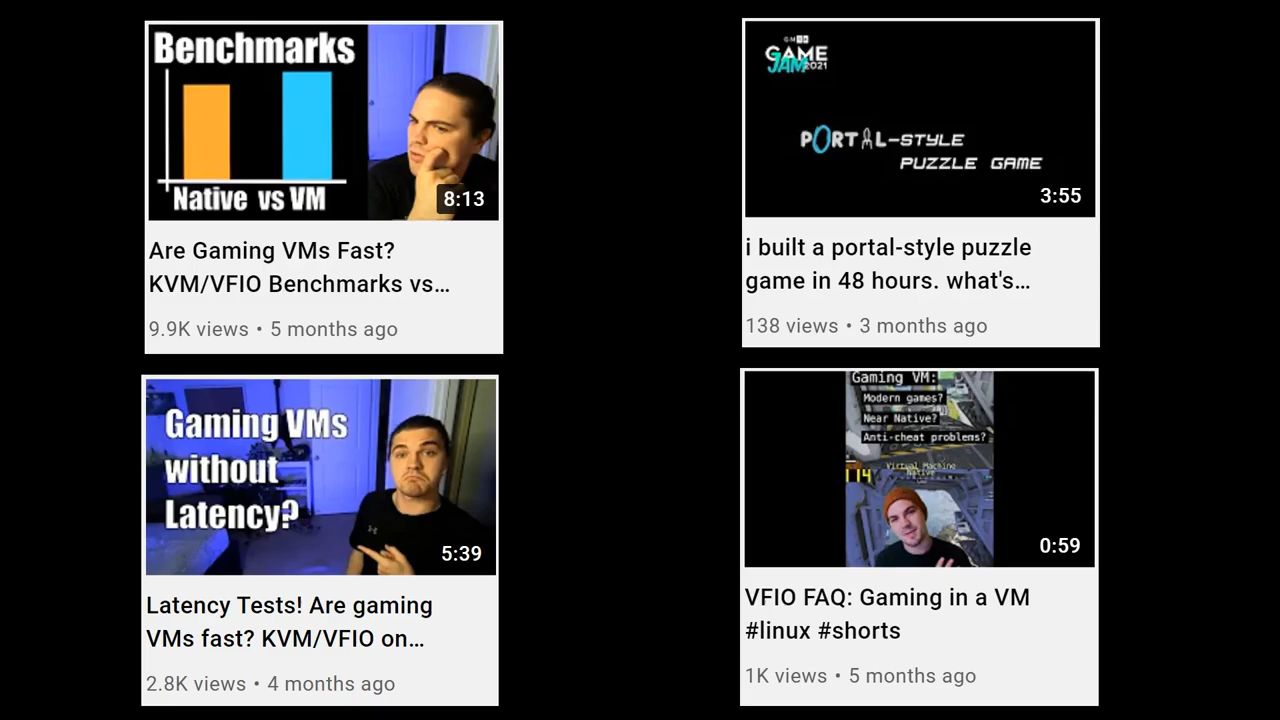 Benchmarks
Native vs VM
8:13
Are Gaming VMs Fast?
KVM/VFIO Benchmarks vs…
9.9K views • 5 months ago
GMTK
GAME
JAM 2021
PORTAL-STYLE
PUZZLE GAME
3:55
i built a portal-style puzzle
game in 48 hours. what's…
138 views • 3 months ago
Gaming VMs
without
Latency?
5:39
Latency Tests! Are gaming
VMs fast? KVM/VFIO on…
2.8K views • 4 months ago
Gaming VM:
Modern games?
Near Native?
Anti-cheat problems?
Virtual Machine
Native
114
0:59
VFIO FAQ: Gaming in a VM
#linux #shorts
1K views • 5 months ago